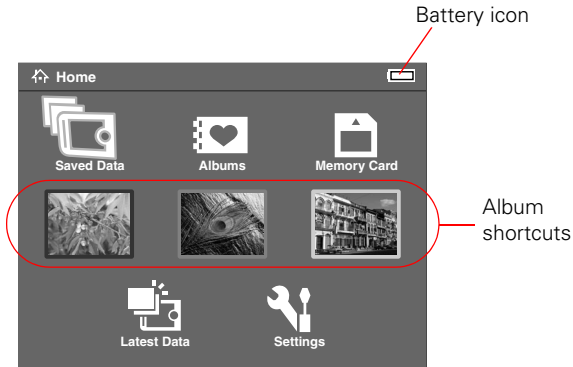 Battery icon
Home
Saved Data
Albums
Memory Card
Album
shortcuts
Latest Data
Settings